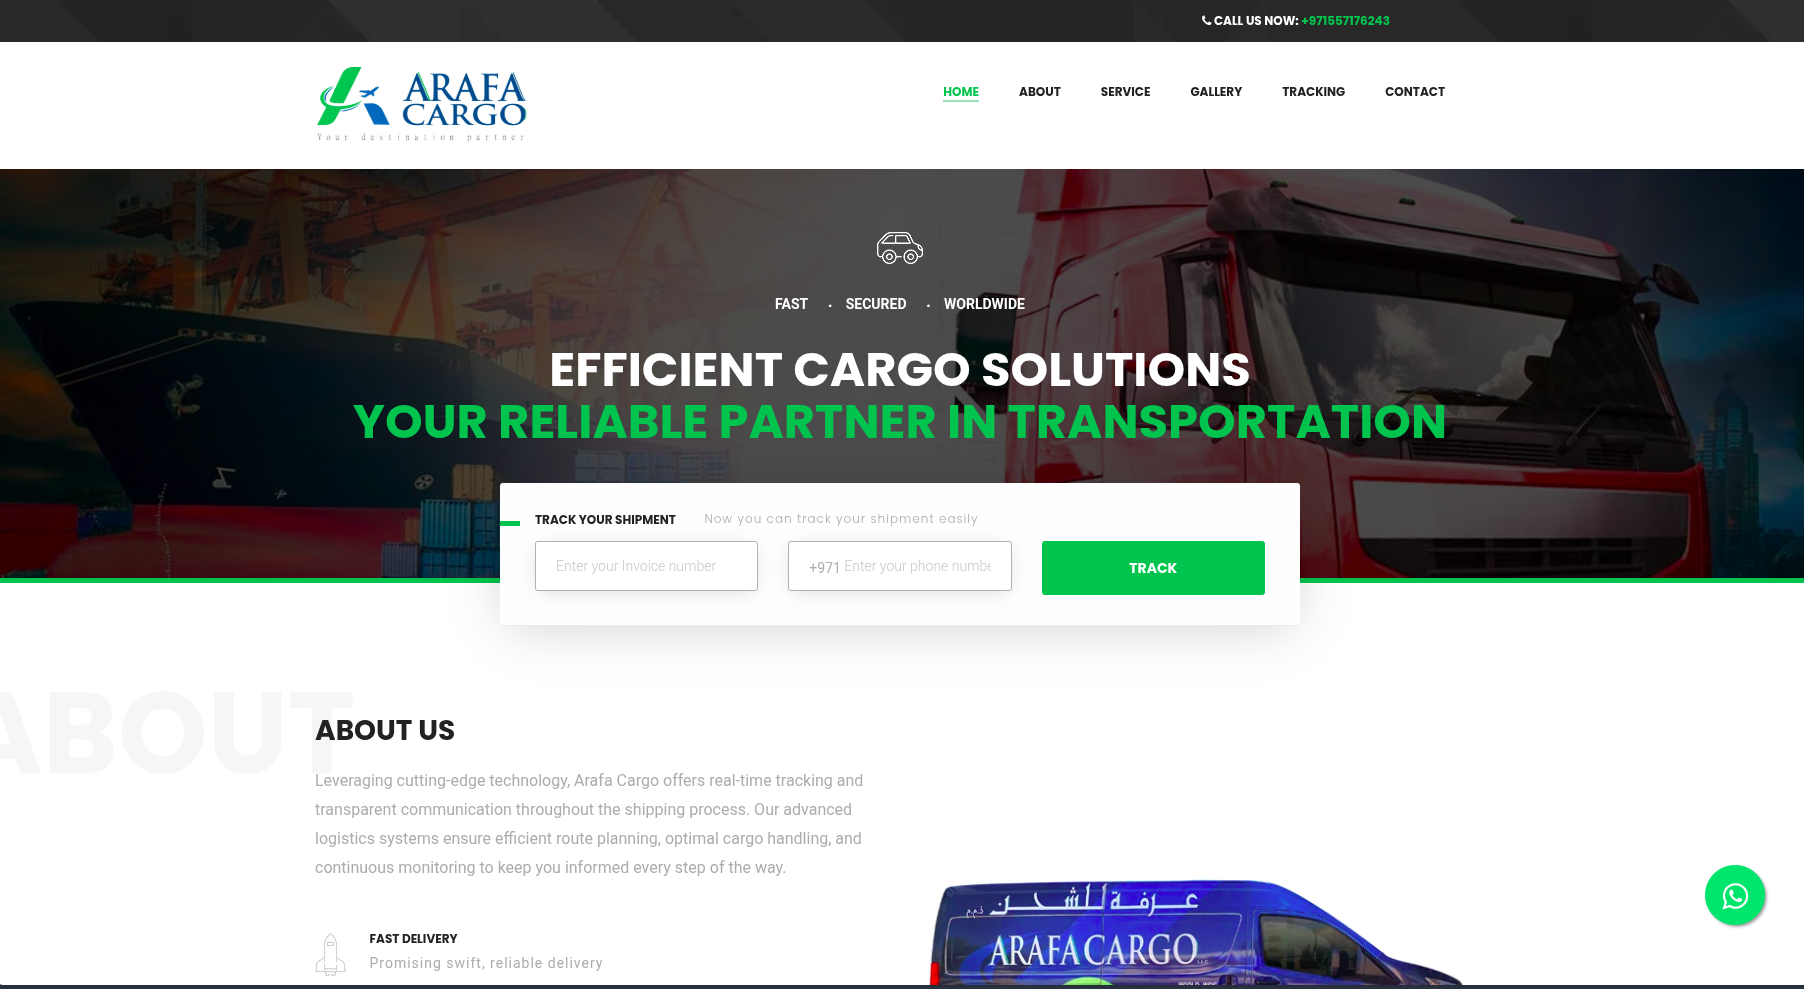 CALL US NOW: +971557176243
ARAFA
CARGO
Your destination partner
HOME ABOUT SERVICE GALLERY TRACKING CONTACT
FAST • SECURED • WORLDWIDE
EFFICIENT CARGO SOLUTIONS
YOUR RELIABLE PARTNER IN TRANSPORTATION
TRACK YOUR SHIPMENT Now you can track your shipment easily
Enter your Invoice number +971 Enter your phone numbe TRACK
ABOUT
ABOUT US
Leveraging cutting-edge technology, Arafa Cargo offers real-time tracking and
transparent communication throughout the shipping process. Our advanced
logistics systems ensure efficient route planning, optimal cargo handling, and
continuous monitoring to keep you informed every step of the way.
FAST DELIVERY
Promising swift, reliable delivery
عرفة للشحن ذ.م.م
ARAFA CARGO LLC